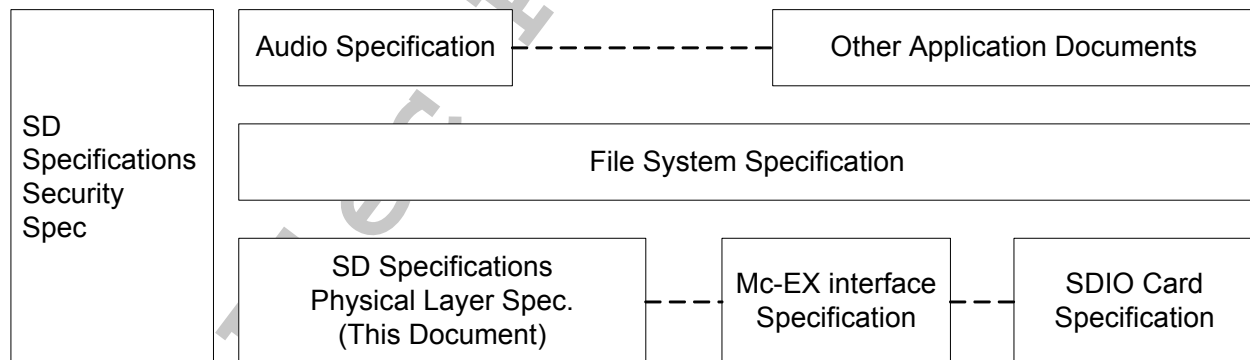 SD
Specifications
Security
Spec
Audio Specification
Other Application Documents
File System Specification
SD Specifications
Physical Layer Spec.
(This Document)
Mc-EX interface
Specification
SDIO Card
Specification